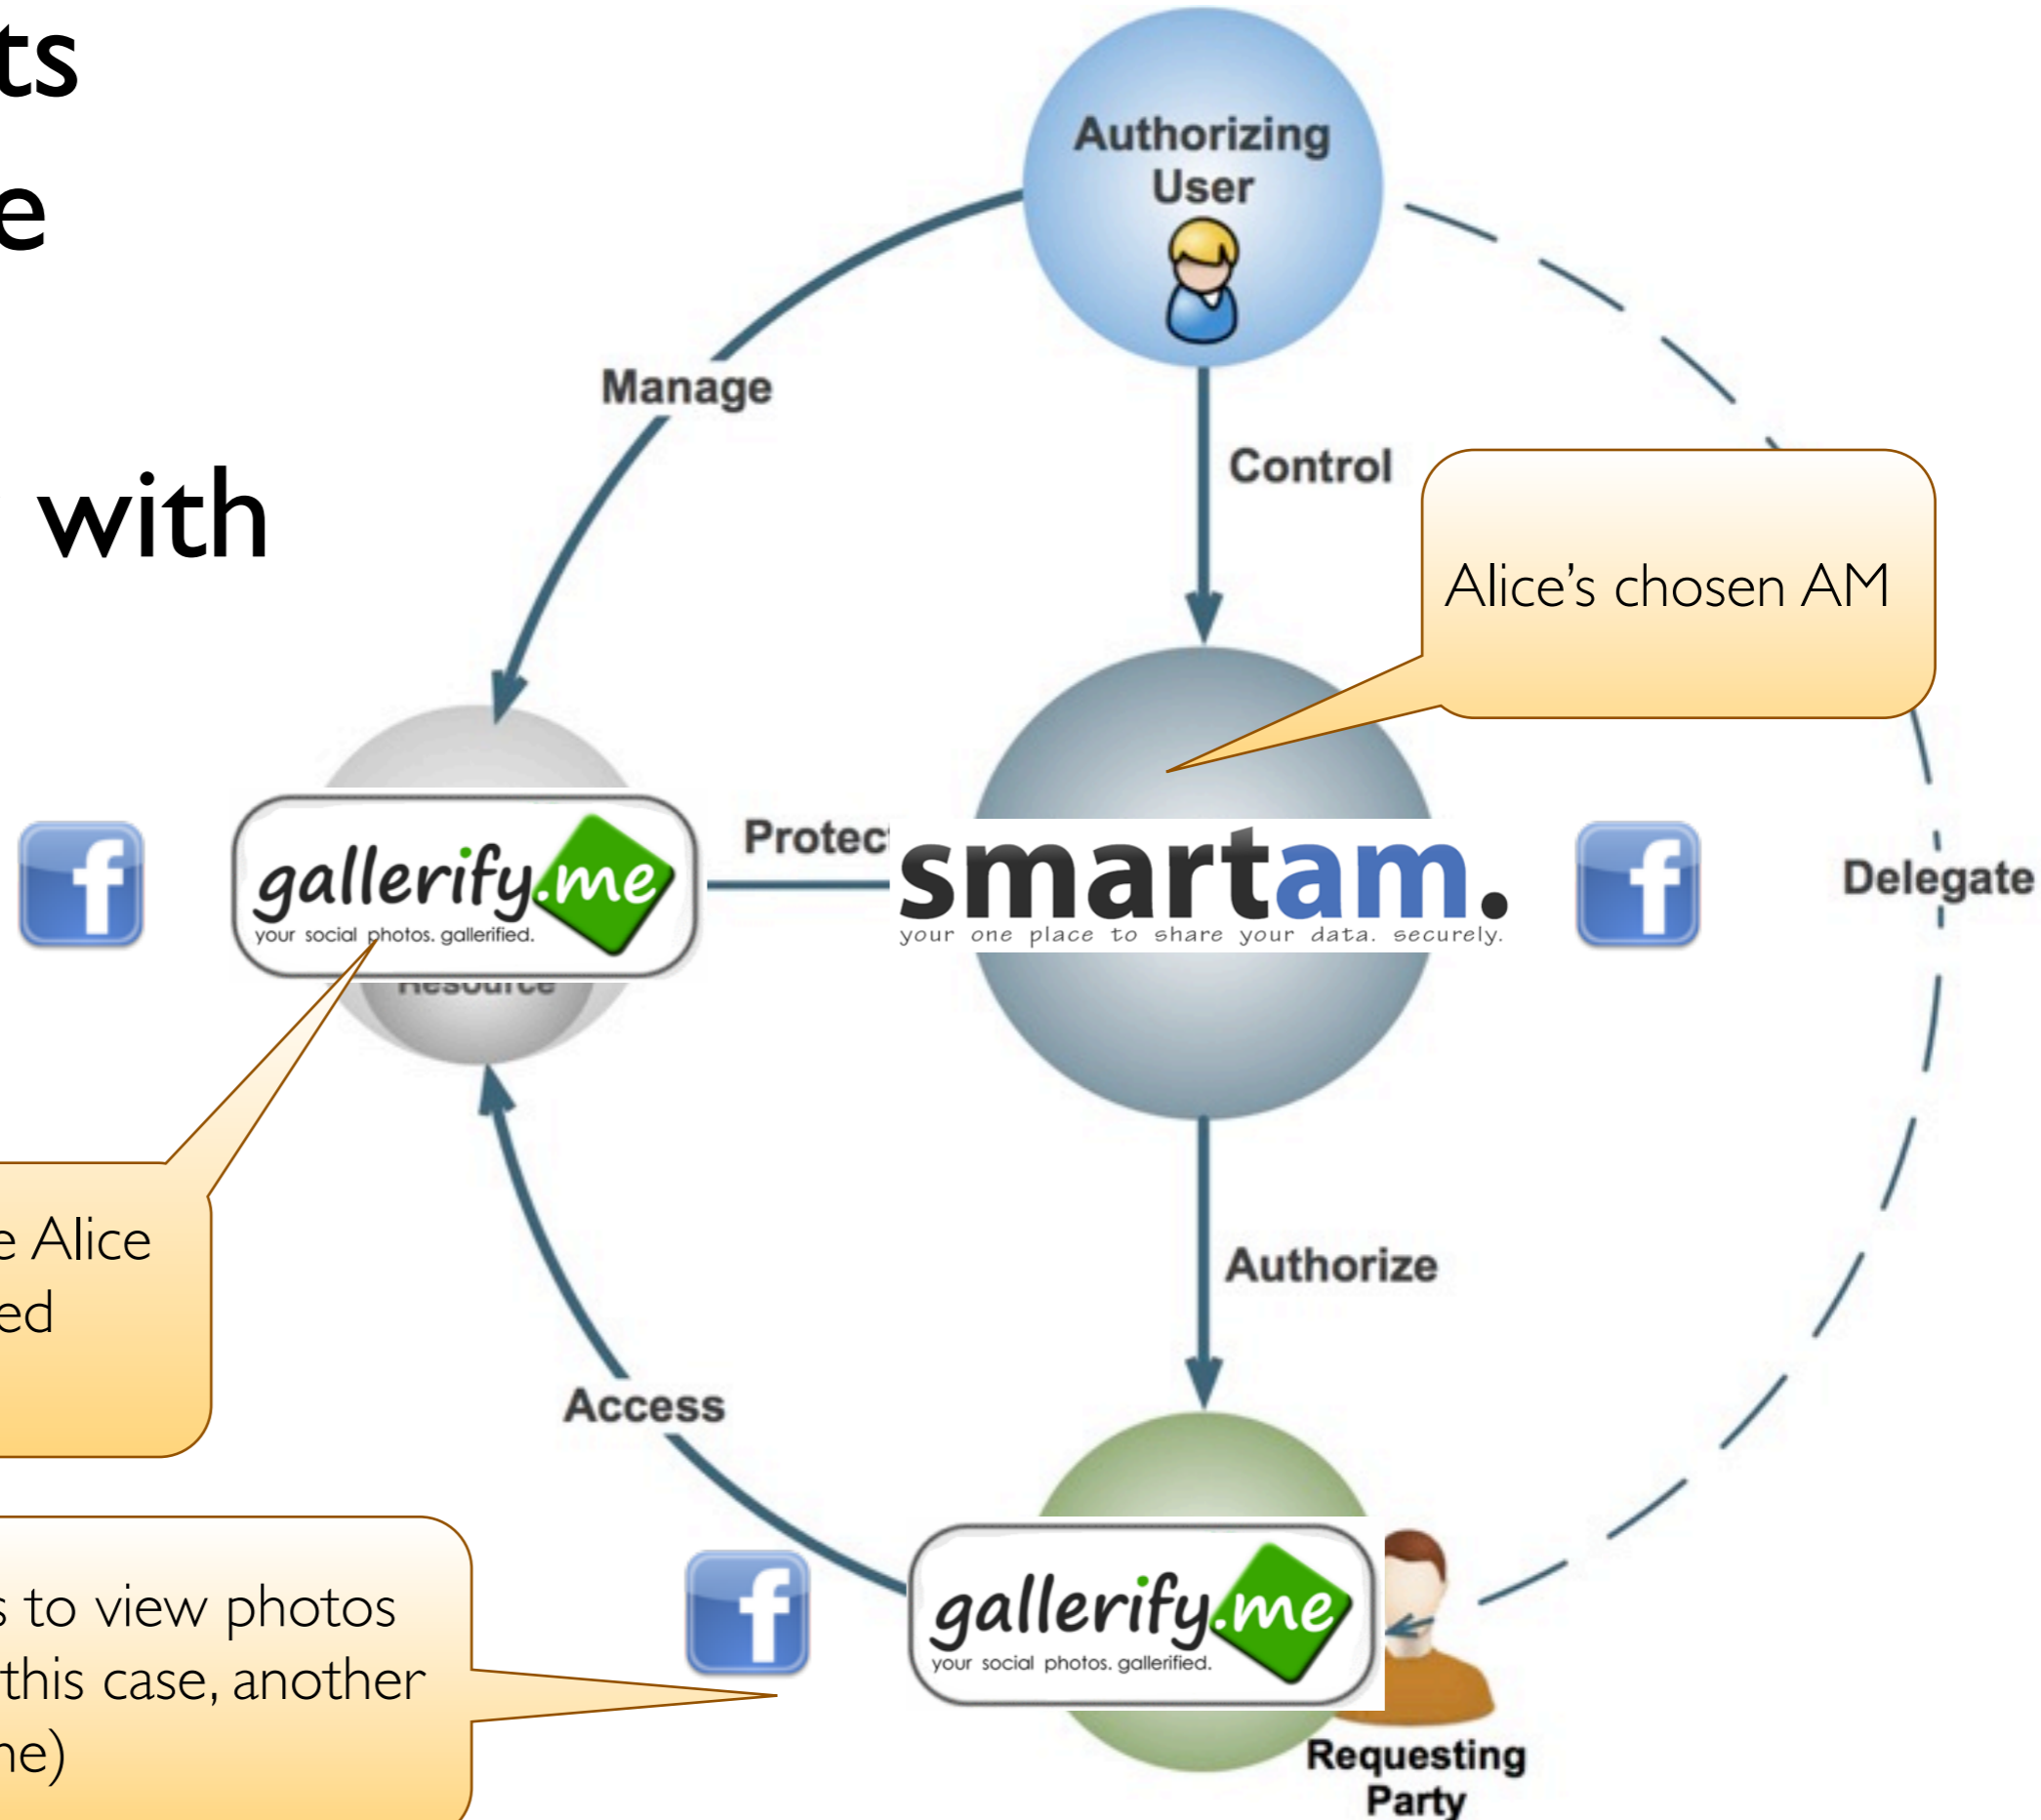 ts
e
with
Authorizing
User
Manage
Control
Alice's chosen AM
gallerify.me
your social photos. gallerified.
Resource
Protect
smartam.
your one place to share your data. securely.
Delegate
e Alice
ed
Authorize
Access
s to view photos
this case, another
ne)
gallerify.me
your social photos. gallerified.
Requesting
Party